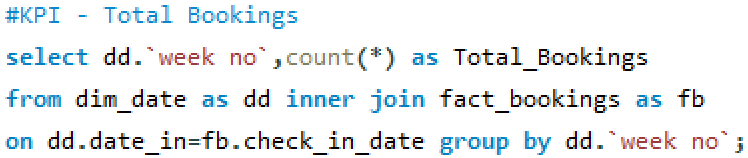 #KPI - Total Bookings
select dd.`week no`,count(*) as Total_Bookings
from dim_date as dd inner join fact_bookings as fb
on dd.date_in=fb.check_in_date group by dd.`week no`;